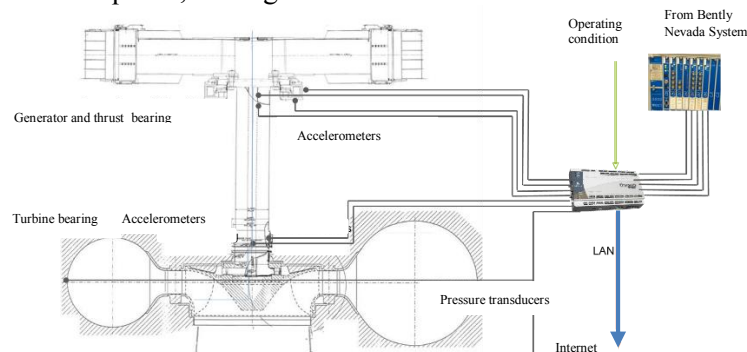 Operating
condition
From Bently
Nevada System
Generator and thrust bearing
Accelerometers
Turbine bearing Accelerometers
LAN
Pressure transducers
Internet